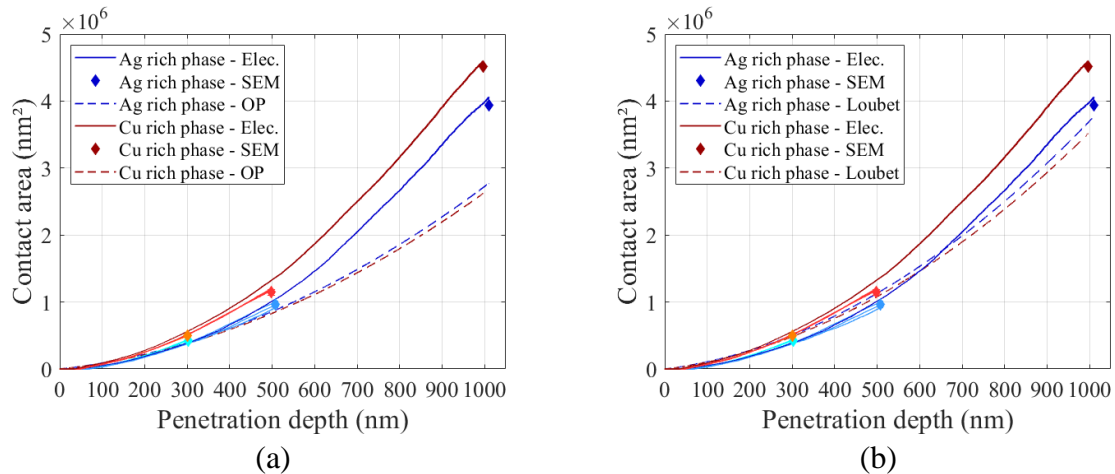 ×10⁶
5
4
3
2
1
0
Contact area (nm²)
Ag rich phase - Elec.
Ag rich phase - SEM
Ag rich phase - OP
Cu rich phase - Elec.
Cu rich phase - SEM
Cu rich phase - OP
0 100 200 300 400 500 600 700 800 900 1000
Penetration depth (nm)
(a)
×10⁶
5
4
3
2
1
0
Contact area (nm²)
Ag rich phase - Elec.
Ag rich phase - SEM
Ag rich phase - Loubet
Cu rich phase - Elec.
Cu rich phase - SEM
Cu rich phase - Loubet
0 100 200 300 400 500 600 700 800 900 1000
Penetration depth (nm)
(b)